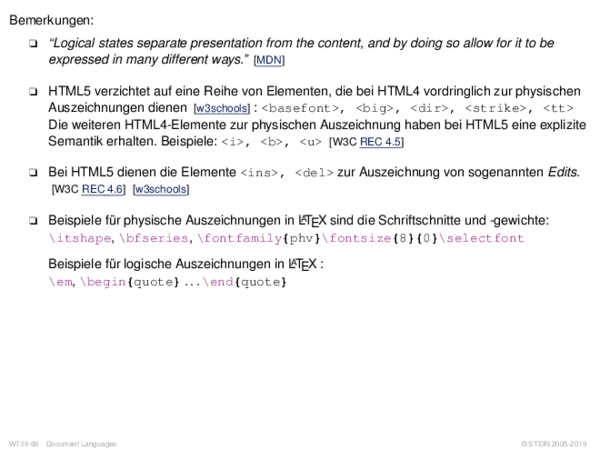 Bemerkungen:
❑ “Logical states separate presentation from the content, and by doing so allow for it to be
expressed in many different ways.” [MDN]
❑ HTML5 verzichtet auf eine Reihe von Elementen, die bei HTML4 vordringlich zur physischen
Auszeichnungen dienen [w3schools] : <basefont>, <big>, <dir>, <strike>, <tt>
Die weiteren HTML4-Elemente zur physischen Auszeichnung haben bei HTML5 eine explizite
Semantik erhalten. Beispiele: <i>, <b>, <u> [W3C REC 4.5]
❑ Bei HTML5 dienen die Elemente <ins>, <del> zur Auszeichnung von sogenannten Edits.
[W3C REC 4.6] [w3schools]
❑ Beispiele für physische Auszeichnungen in LATEX sind die Schriftschnitte und -gewichte:
\itshape, \bfseries, \fontfamily{phv}\fontsize{8}{0}\selectfont
Beispiele für logische Auszeichnungen in LATEX :
\em, \begin{quote} ...\end{quote}
WT:III-66 Document Languages © STEIN 2005-2019